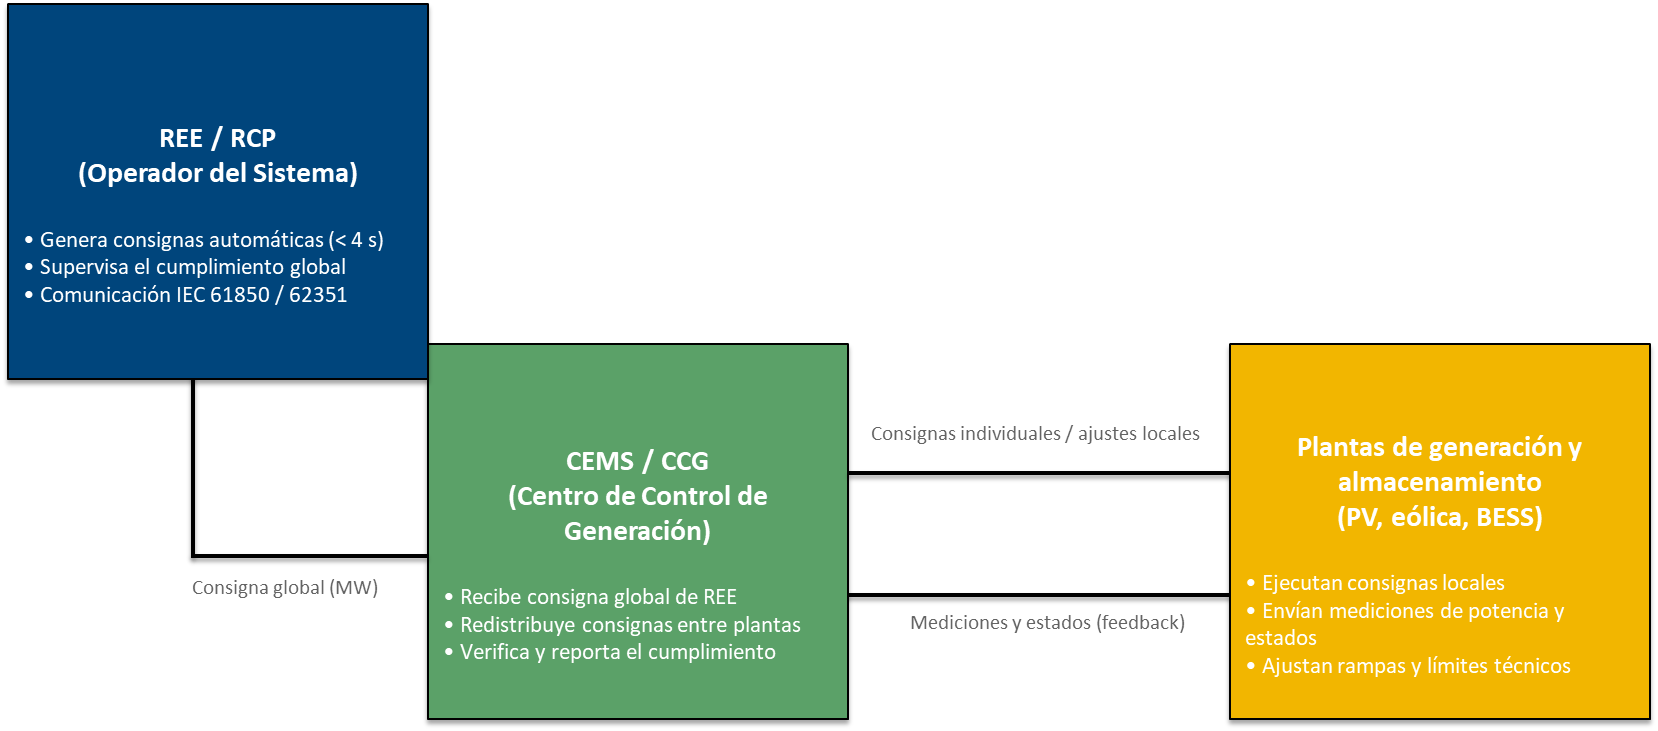 REE / RCP
(Operador del Sistema)
• Genera consignas automáticas (< 4 s)
• Supervisa el cumplimiento global
• Comunicación IEC 61850 / 62351
Consigna global (MW)
CEMS / CCG
(Centro de Control de
Generación)
• Recibe consigna global de REE
• Redistribuye consignas entre plantas
• Verifica y reporta el cumplimiento
Consignas individuales / ajustes locales
Mediciones y estados (feedback)
Plantas de generación y
almacenamiento
(PV, eólica, BESS)
• Ejecutan consignas locales
• Envían mediciones de potencia y
estados
• Ajustan rampas y límites técnicos